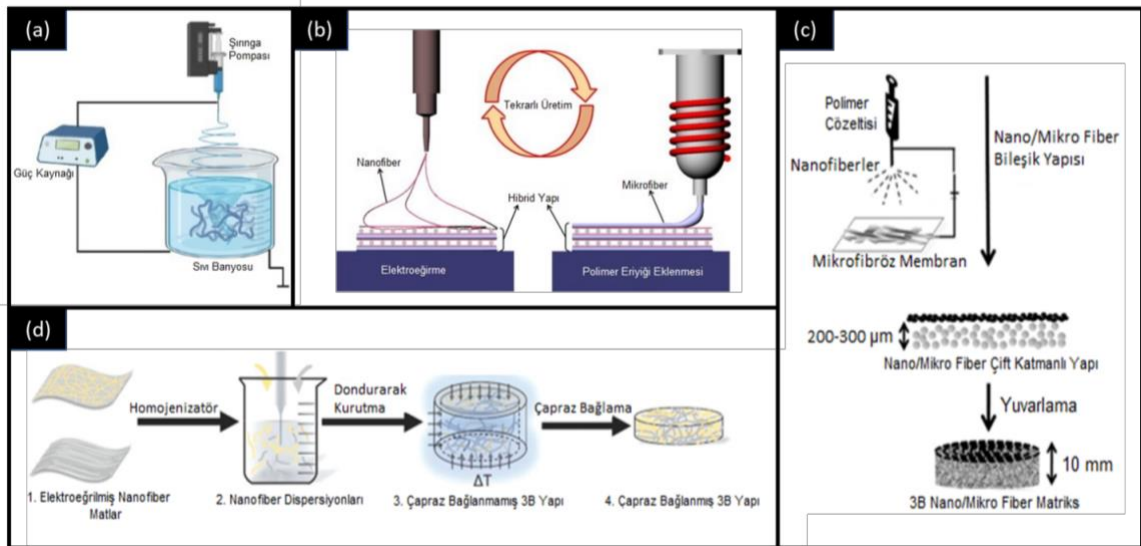 (a)
Şırınga
Pompası
Güç Kaynağı
Sıvı Banyosu
(b)
Tekrarlı Üretim
Nanofiber
Hibrid Yapı
Mikrofiber
Elektroeğirme
Polimer Eriyiği Eklenmesi
(c)
Polimer
Çözeltisi
Nanofiberler
Nano/Mikro Fiber
Bileşik Yapısı
Mikrofibröz Membran
200-300 µm
Nano/Mikro Fiber Çift Katmanlı Yapı
Yuvarlama
10 mm
3B Nano/Mikro Fiber Matriks
(d)
Homojenizatör
Dondurarak
Kurutma
Çapraz Bağlama
ΔT
1. Elektroeğrilmiş Nanofiber
Matlar
2. Nanofiber Dispersiyonları
3. Çapraz Bağlanmamış 3B Yapı
4. Çapraz Bağlanmış 3B Yapı